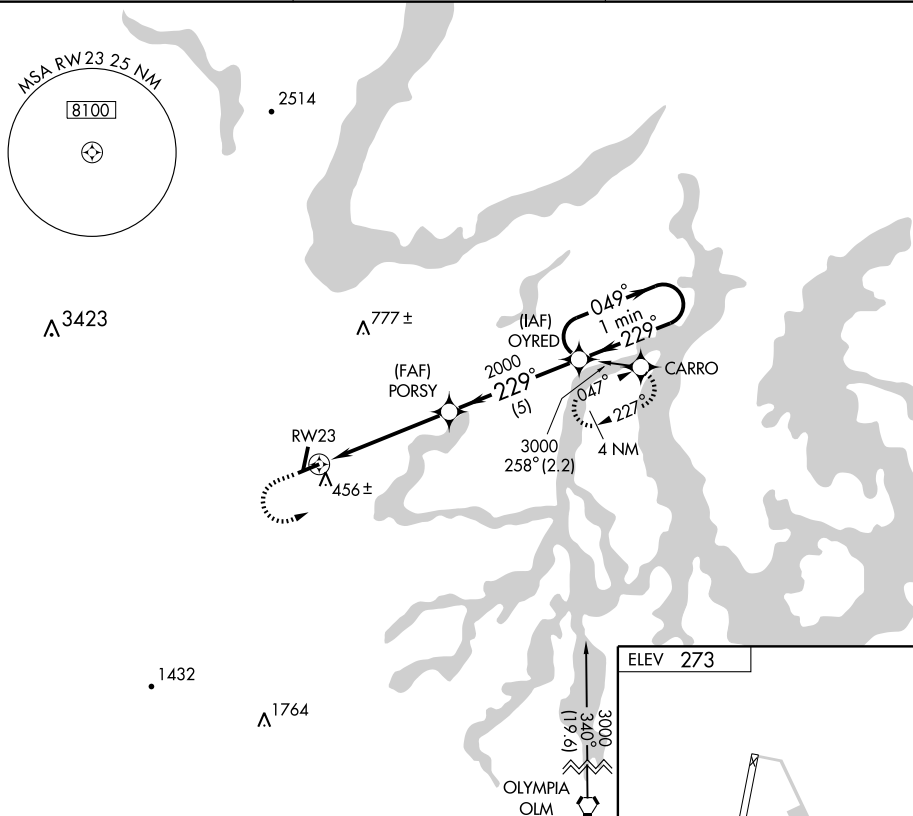 MSA RW23 25 NM
8100
2514
3423
777 ±
(IAF)
OYRED
049°
1 min
229°
CARRO
(FAF)
PORSY
2000
229°
(5)
047°
227°
4 NM
3000
258° (2.2)
RW23
456 ±
1432
1764
3000
340°
(19.6)
OLYMPIA
OLM
ELEV 273